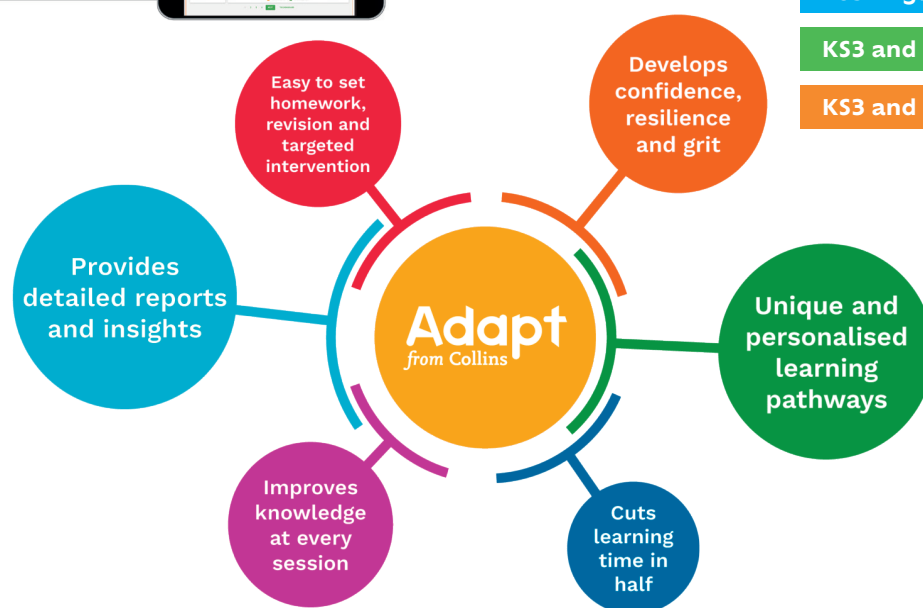 KS3 and
KS3 and
Easy to set
homework,
revision and
targeted
intervention
Develops
confidence,
resilience
and grit
Provides
detailed reports
and insights
Adapt
from Collins
Unique and
personalised
learning
pathways
Improves
knowledge
at every
session
Cuts
learning
time in
half